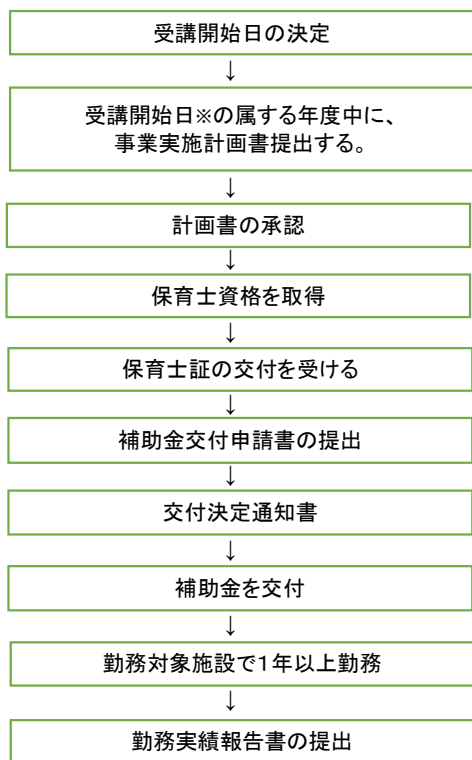 受講開始日の決定
↓
受講開始日※の属する年度中に、
事業実施計画書提出する。
↓
計画書の承認
↓
保育士資格を取得
↓
保育士証の交付を受ける
↓
補助金交付申請書の提出
↓
交付決定通知書
↓
補助金を交付
↓
勤務対象施設で1年以上勤務
↓
勤務実績報告書の提出